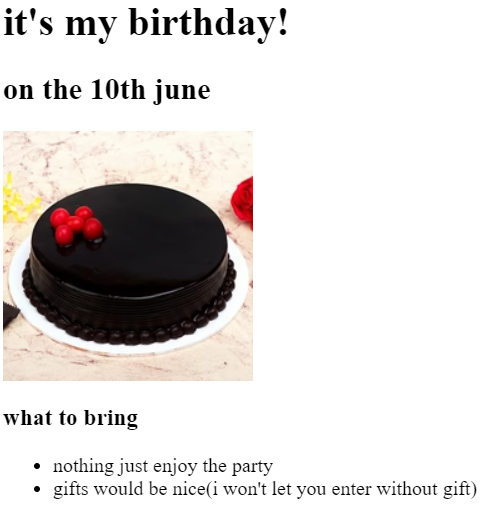 it's my birthday!
on the 10th june
what to bring
nothing just enjoy the party
gifts would be nice(i won't let you enter without gift)